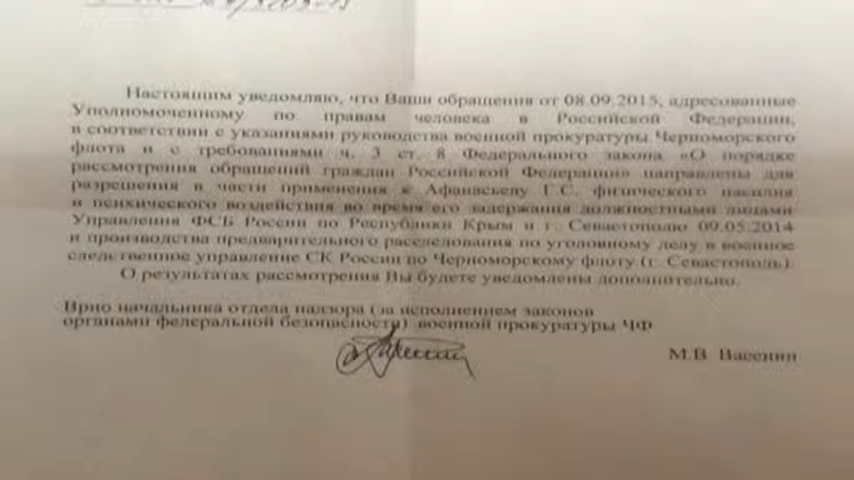 Настоящим уведомляю, что Ваши обращения от 08.09.2015, адресованные
Уполномоченному по правам человека в Российской Федерации,
в соответствии с указаниями руководства военной прокуратуры Черноморского
флота и с требованиями ч. 3 ст. 8 Федерального закона «О порядке
рассмотрения обращений граждан Российской Федерации» направлены для
разрешения в части применения к Афанасьеву Г.С. физического насилия
и психического воздействия во время его задержания должностными лицами
Управления ФСБ России по Республики Крым и г. Севастополю 09.05.2014
и производства предварительного расследования по уголовному делу в военное
следственное управление СК России по Черноморскому флоту (г. Севастополь).
О результатах рассмотрения Вы будете уведомлены дополнительно.
Врио начальника отдела надзора (за исполнением законов
органами федеральной безопасности) военной прокуратуры ЧФ
М.В. Васенин